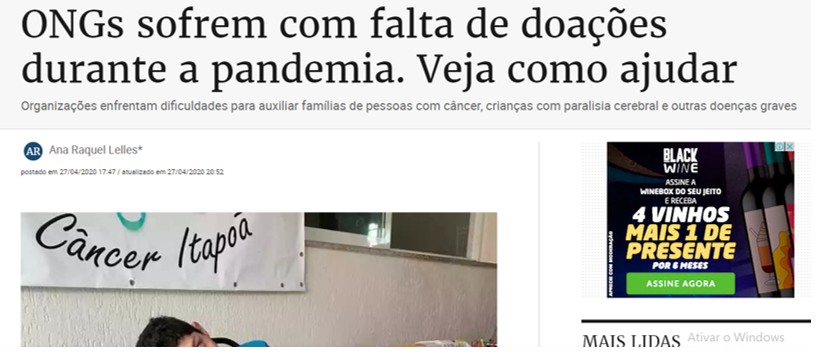 ONGs sofrem com falta de doações
durante a pandemia. Veja como ajudar
Organizações enfrentam dificuldades para auxiliar famílias de pessoas com câncer, crianças com paralisia cerebral e outras doenças graves
AR Ana Raquel Lelles*
postado em 27/04/2020 17:47 / atualizado em 27/04/2020 20:52
Câncer Itapoã
BLACK
WINE
ASSINE A
WINEBOX DO SEU JEITO
E RECEBA
4 VINHOS
MAIS 1 DE
PRESENTE
POR 6 MESES
ASSINE AGORA
APRECIE COM MODERAÇÃO
MAIS LIDAS
Ativar o Windows